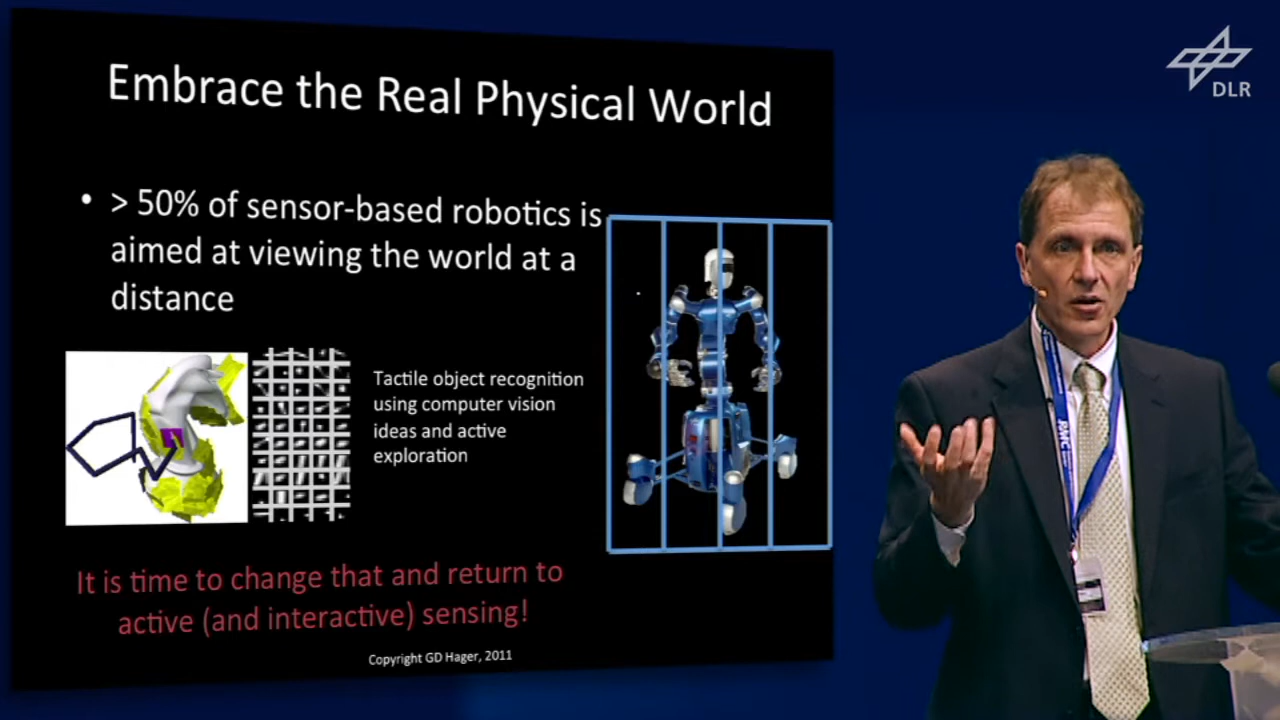 Embrace the Real Physical World
• > 50% of sensor-based robotics is
aimed at viewing the world at a
distance
Tactile object recognition
using computer vision
ideas and active
exploration
It is time to change that and return to
active (and interactive) sensing!
Copyright GD Hager, 2011
DLR
RMC